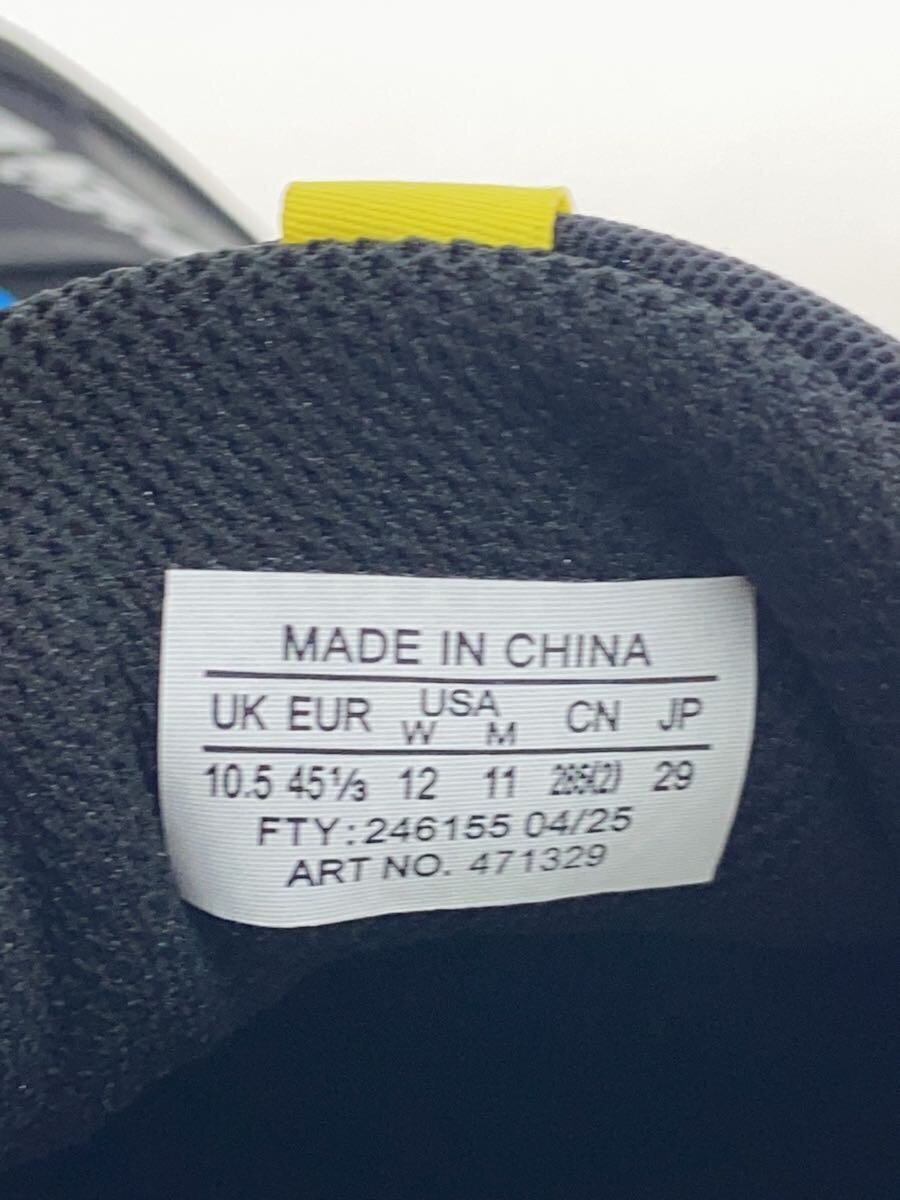 MADE IN CHINA
UK EUR USA CN JP
W M
10.5 45⅓ 12 11 285(2) 29
FTY:246155 04/25
ART NO. 471329